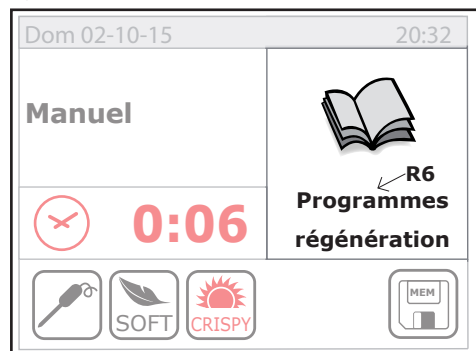 Dom 02-10-15 20:32
Manuel
R6
Programmes
régénération
0:06
SOFT
CRISPY
MEM